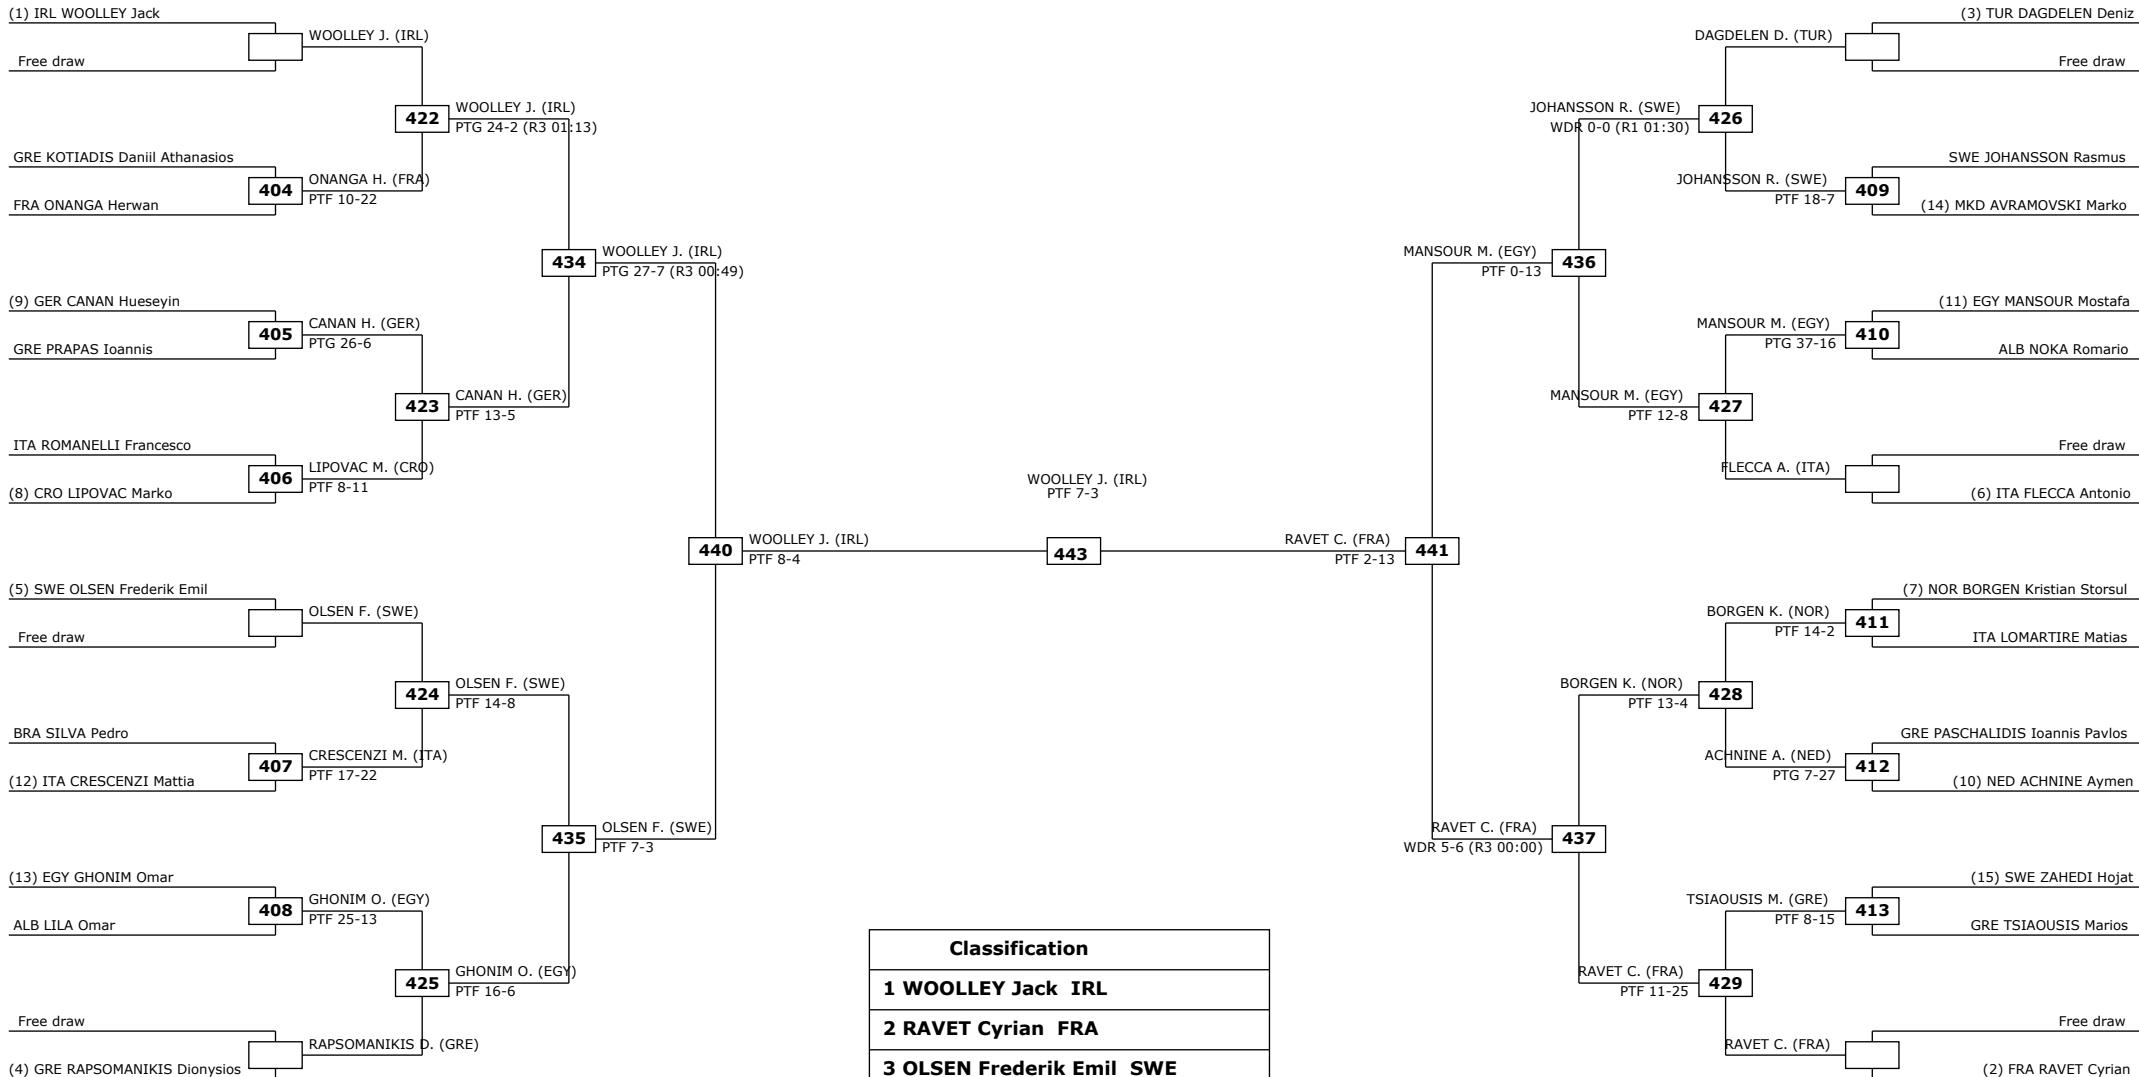 (1) IRL WOOLLEY Jack
Free draw
WOOLLEY J. (IRL)
422
WOOLLEY J. (IRL)
PTG 24-2 (R3 01:13)
GRE KOTIADIS Daniil Athanasios
404
FRA ONANGA Herwan
ONANGA H. (FRA)
PTF 10-22
434
WOOLLEY J. (IRL)
PTG 27-7 (R3 00:49)
(9) GER CANAN Hueseyin
405
GRE PRAPAS Ioannis
CANAN H. (GER)
PTG 26-6
423
CANAN H. (GER)
PTF 13-5
ITA ROMANELLI Francesco
406
(8) CRO LIPOVAC Marko
LIPOVAC M. (CRO)
PTF 8-11
440
WOOLLEY J. (IRL)
PTF 8-4
(5) SWE OLSEN Frederik Emil
Free draw
OLSEN F. (SWE)
424
OLSEN F. (SWE)
PTF 14-8
BRA SILVA Pedro
407
(12) ITA CRESCENZI Mattia
CRESCENZI M. (ITA)
PTF 17-22
435
OLSEN F. (SWE)
PTF 7-3
(13) EGY GHONIM Omar
408
ALB LILA Omar
GHONIM O. (EGY)
PTF 25-13
425
GHONIM O. (EGY)
PTF 16-6
Free draw
(4) GRE RAPSOMANIKIS Dionysios
RAPSOMANIKIS D. (GRE)
WOOLLEY J. (IRL)
PTF 7-3
443
(3) TUR DAGDELEN Deniz
Free draw
DAGDELEN D. (TUR)
426
JOHANSSON R. (SWE)
WDR 0-0 (R1 01:30)
SWE JOHANSSON Rasmus
409
(14) MKD AVRAMOVSKI Marko
JOHANSSON R. (SWE)
PTF 18-7
436
MANSOUR M. (EGY)
PTF 0-13
(11) EGY MANSOUR Mostafa
410
ALB NOKA Romario
MANSOUR M. (EGY)
PTG 37-16
427
MANSOUR M. (EGY)
PTF 12-8
Free draw
(6) ITA FLECCA Antonio
FLECCA A. (ITA)
441
RAVET C. (FRA)
PTF 2-13
(7) NOR BORGEN Kristian Storsul
411
ITA LOMARTIRE Matias
BORGEN K. (NOR)
PTF 14-2
428
BORGEN K. (NOR)
PTF 13-4
GRE PASCHALIDIS Ioannis Pavlos
412
(10) NED ACHNINE Aymen
ACHNINE A. (NED)
PTG 7-27
437
RAVET C. (FRA)
WDR 5-6 (R3 00:00)
(15) SWE ZAHEDI Hojat
413
GRE TSIAOUSIS Marios
TSIAOUSIS M. (GRE)
PTF 8-15
429
RAVET C. (FRA)
PTF 11-25
Free draw
(2) FRA RAVET Cyrian
RAVET C. (FRA)
Classification
1 WOOLLEY Jack IRL
2 RAVET Cyrian FRA
3 OLSEN Frederik Emil SWE